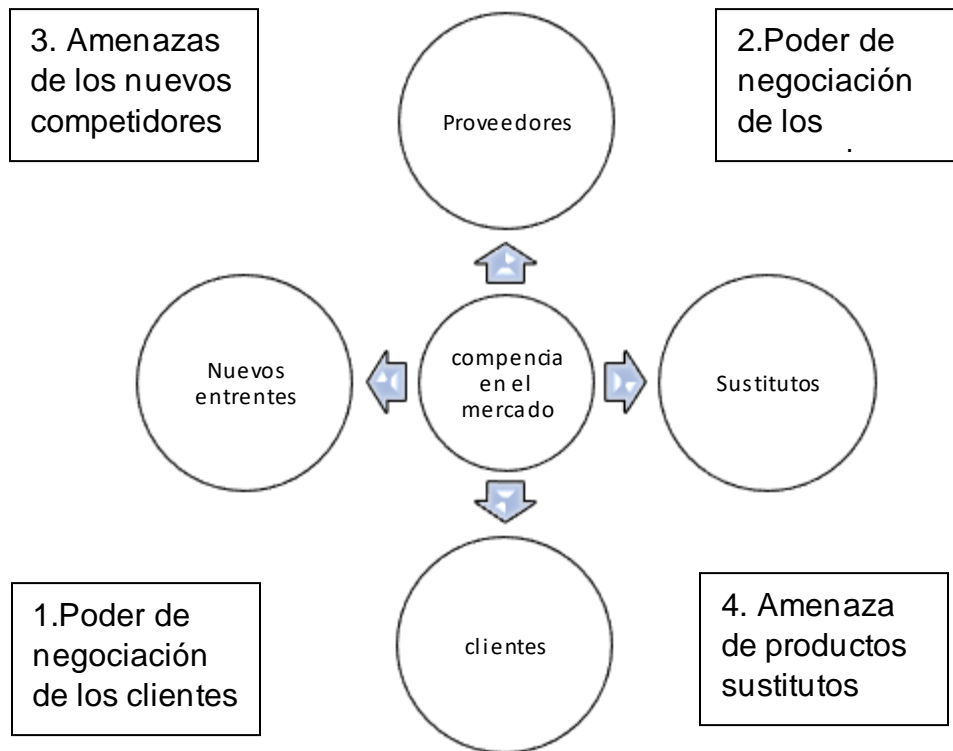 3. Amenazas
de los nuevos
competidores
2.Poder de
negociación
de los
Proveedores
Nuevos
entrentes
compencia
en el
mercado
Sustitutos
1.Poder de
negociación
de los clientes
clientes
4. Amenaza
de productos
sustitutos